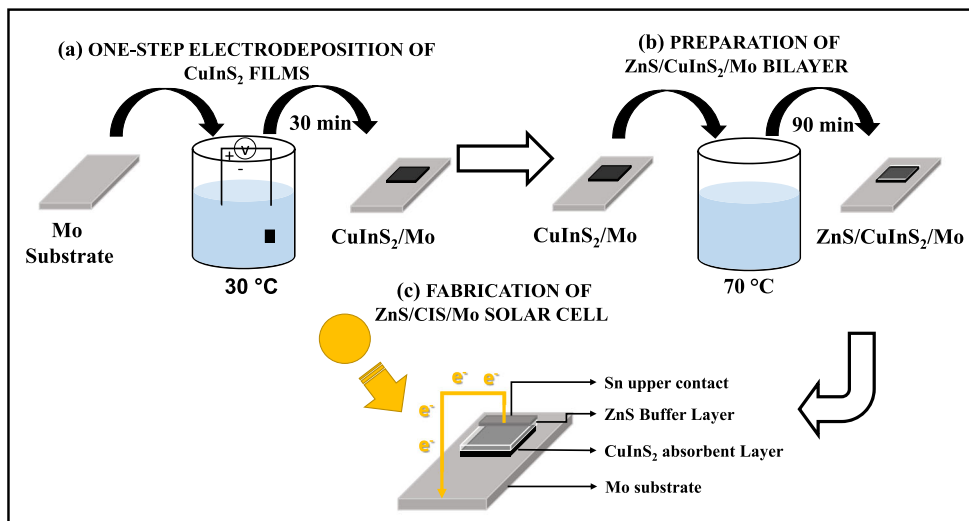 (a) ONE-STEP ELECTRODEPOSITION OF
CuInS₂ FILMS
30 min
V
+
-
Mo
Substrate
CuInS₂/Mo
30 °C
(b) PREPARATION OF
ZnS/CuInS₂/Mo BILAYER
90 min
CuInS₂/Mo
ZnS/CuInS₂/Mo
70 °C
(c) FABRICATION OF
ZnS/CIS/Mo SOLAR CELL
e⁻
e⁻
e⁻
e⁻
Sn upper contact
ZnS Buffer Layer
CuInS₂ absorbent Layer
Mo substrate